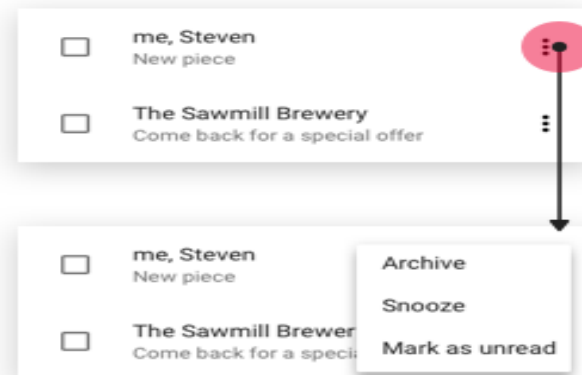 me, Steven
New piece
The Sawmill Brewery
Come back for a special offer
me, Steven
New piece
The Sawmill Brewer
Come back for a specia
Archive
Snooze
Mark as unread